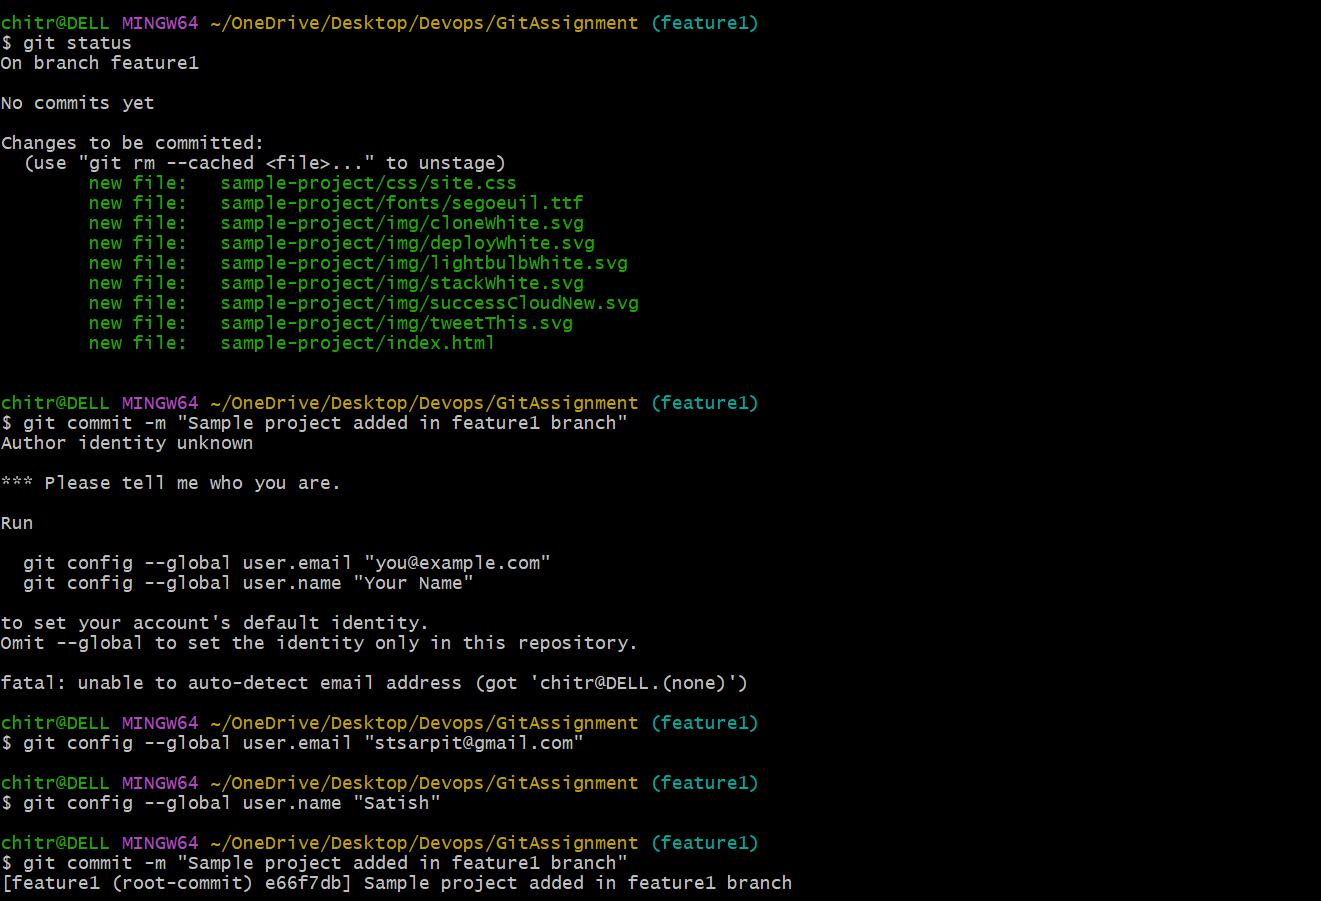 chitr@DELL MINGW64 ~/OneDrive/Desktop/Devops/GitAssignment (feature1)
$ git status
On branch feature1
No commits yet
Changes to be committed:
  (use "git rm --cached <file>..." to unstage)
        new file:   sample-project/css/site.css
        new file:   sample-project/fonts/segoeuil.ttf
        new file:   sample-project/img/cloneWhite.svg
        new file:   sample-project/img/deployWhite.svg
        new file:   sample-project/img/lightbulbWhite.svg
        new file:   sample-project/img/stackWhite.svg
        new file:   sample-project/img/successCloudNew.svg
        new file:   sample-project/img/tweetThis.svg
        new file:   sample-project/index.html
chitr@DELL MINGW64 ~/OneDrive/Desktop/Devops/GitAssignment (feature1)
$ git commit -m "Sample project added in feature1 branch"
Author identity unknown
*** Please tell me who you are.
Run
  git config --global user.email "you@example.com"
  git config --global user.name "Your Name"
to set your account's default identity.
Omit --global to set the identity only in this repository.
fatal: unable to auto-detect email address (got 'chitr@DELL.(none)')
chitr@DELL MINGW64 ~/OneDrive/Desktop/Devops/GitAssignment (feature1)
$ git config --global user.email "stsarpit@gmail.com"
chitr@DELL MINGW64 ~/OneDrive/Desktop/Devops/GitAssignment (feature1)
$ git config --global user.name "Satish"
chitr@DELL MINGW64 ~/OneDrive/Desktop/Devops/GitAssignment (feature1)
$ git commit -m "Sample project added in feature1 branch"
[feature1 (root-commit) e66f7db] Sample project added in feature1 branch